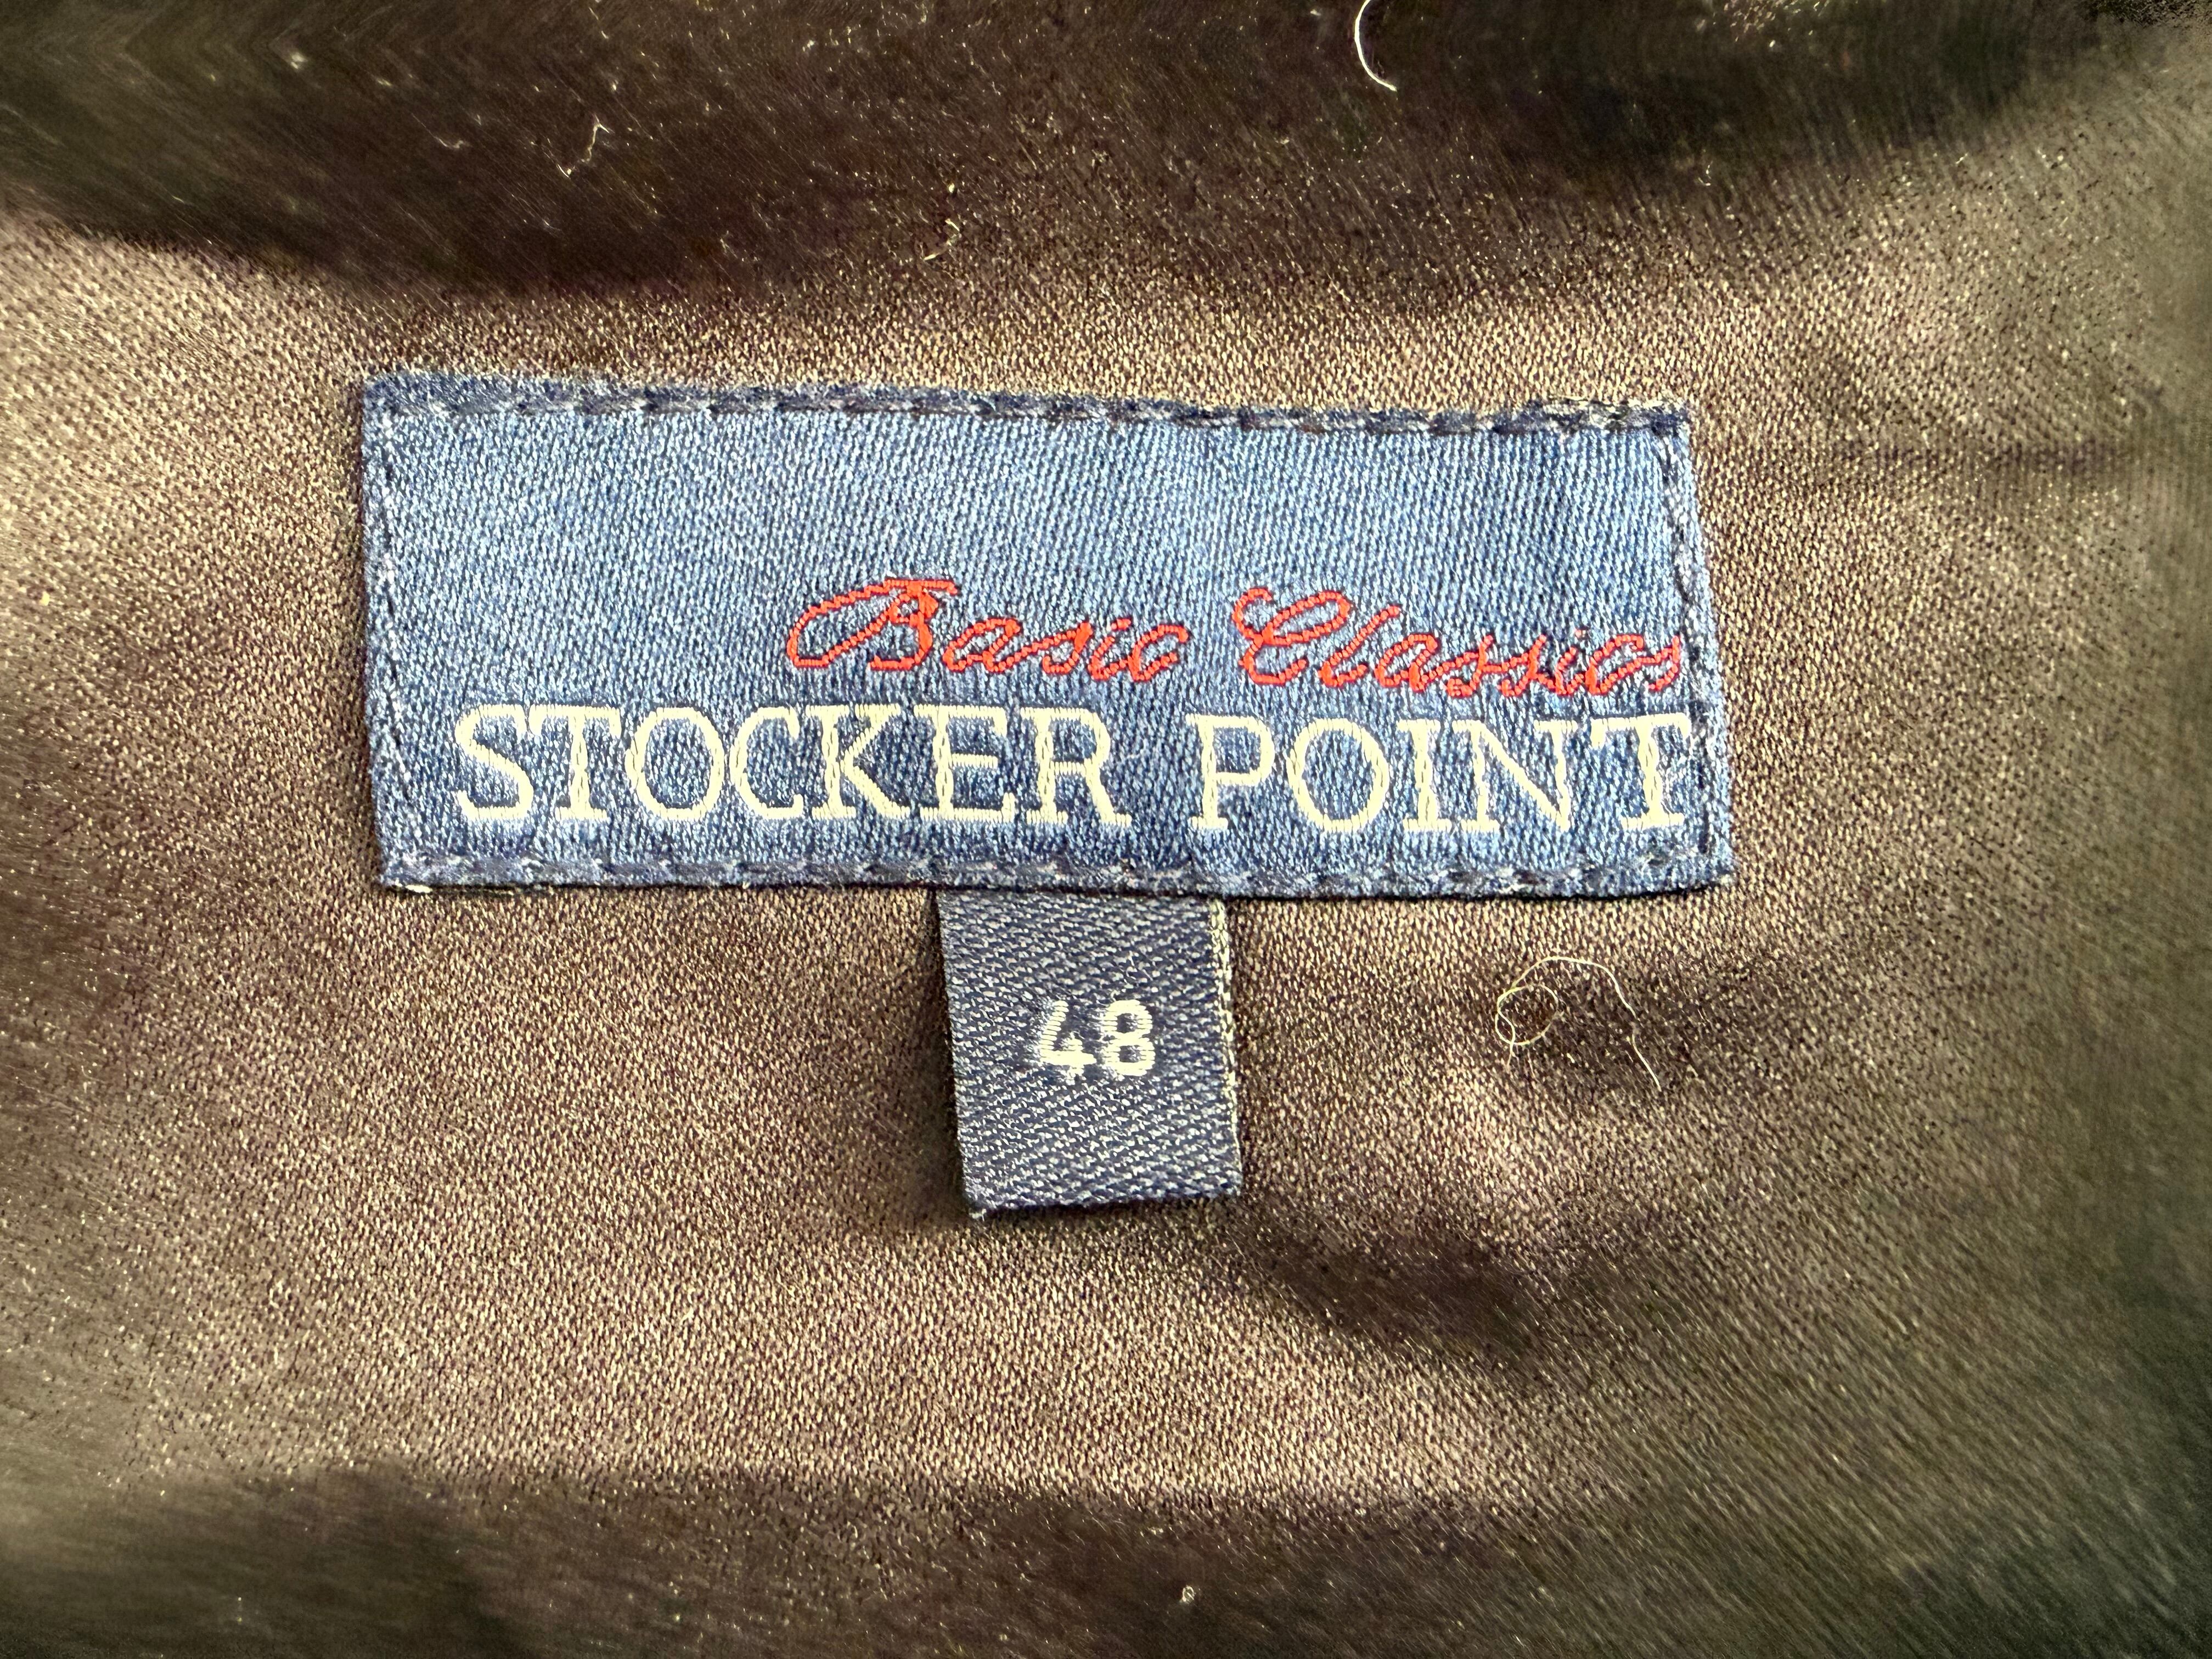 Basic Classics
STOCKER POINT
48